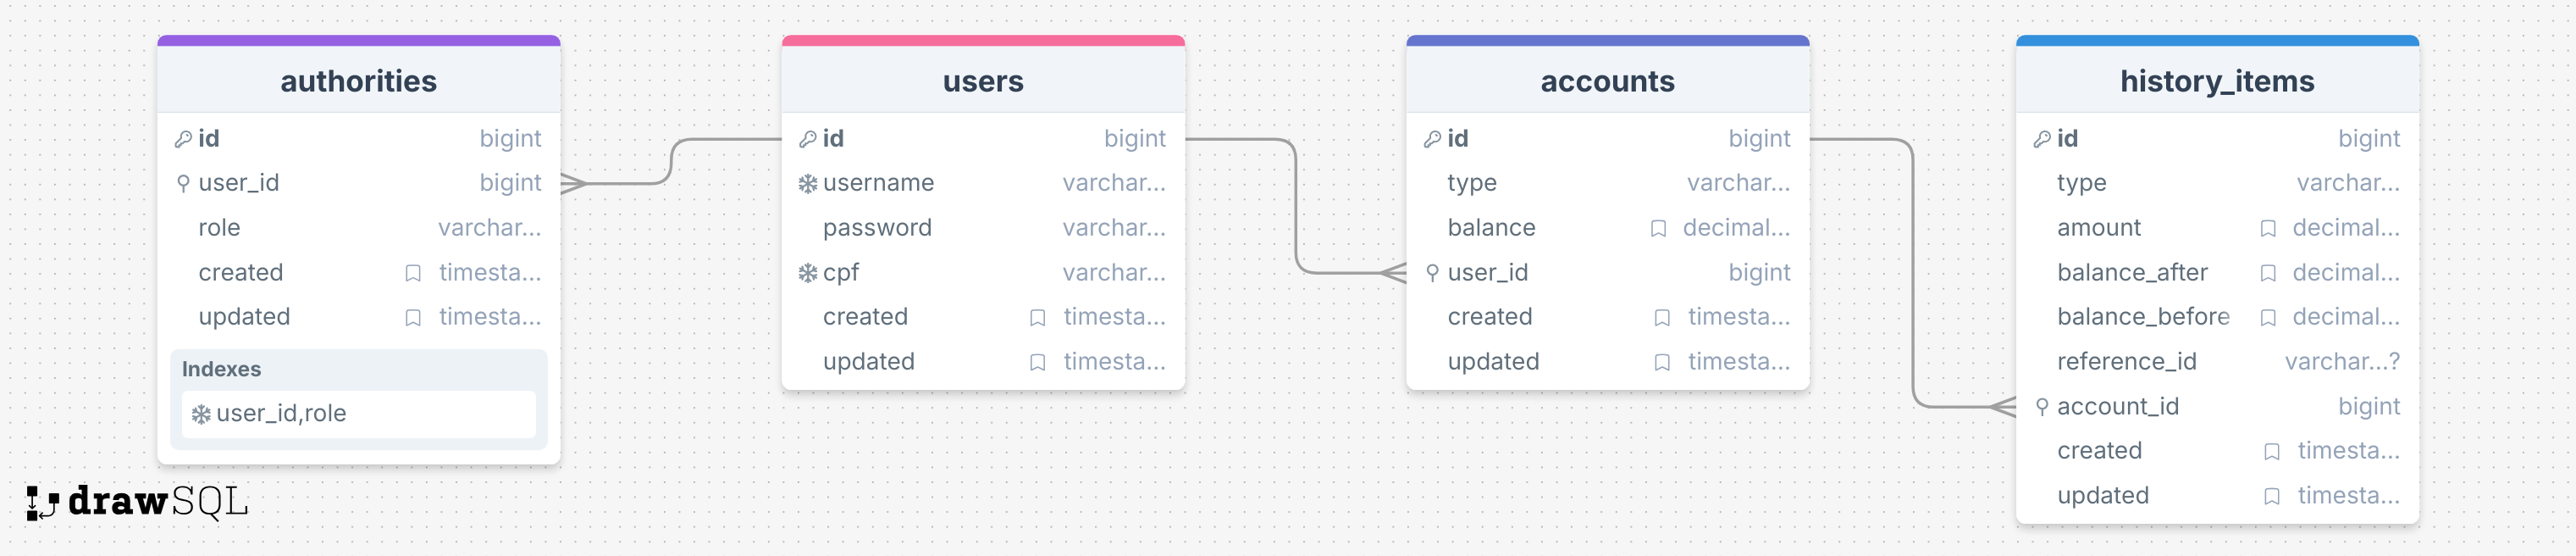 authorities
id bigint
user_id bigint
role varchar...
created timesta...
updated timesta...
Indexes
user_id,role
users
id bigint
username varchar...
password varchar...
cpf varchar...
created timesta...
updated timesta...
accounts
id bigint
type varchar...
balance decimal...
user_id bigint
created timesta...
updated timesta...
history_items
id bigint
type varchar...
amount decimal...
balance_after decimal...
balance_before decimal...
reference_id varchar...?
account_id bigint
created timesta...
updated timesta...
drawSQL